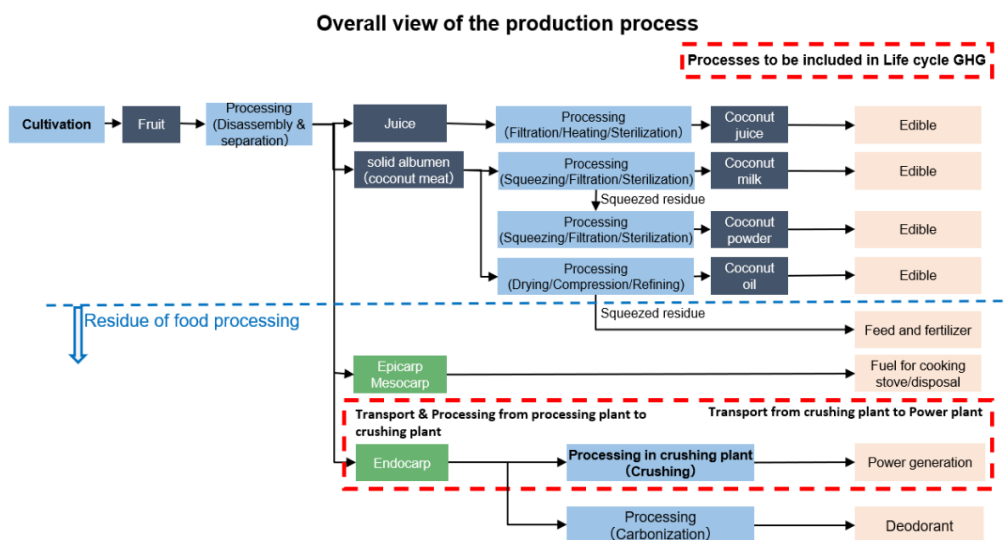 Overall view of the production process
Processes to be included in Life cycle GHG
Cultivation
Fruit
Processing
(Disassembly &
separation)
Juice
Processing
(Filtration/Heating/Sterilization)
Coconut
juice
Edible
solid albumen
(coconut meat)
Processing
(Squeezing/Filtration/Sterilization)
Coconut
milk
Edible
Squeezed residue
Processing
(Squeezing/Filtration/Sterilization)
Coconut
powder
Edible
Processing
(Drying/Compression/Refining)
Coconut
oil
Edible
Residue of food processing
Squeezed residue
Feed and fertilizer
Epicarp
Mesocarp
Fuel for cooking
stove/disposal
Transport & Processing from processing plant to
crushing plant
Transport from crushing plant to Power plant
Endocarp
Processing in crushing plant
(Crushing)
Power generation
Processing
(Carbonization)
Deodorant